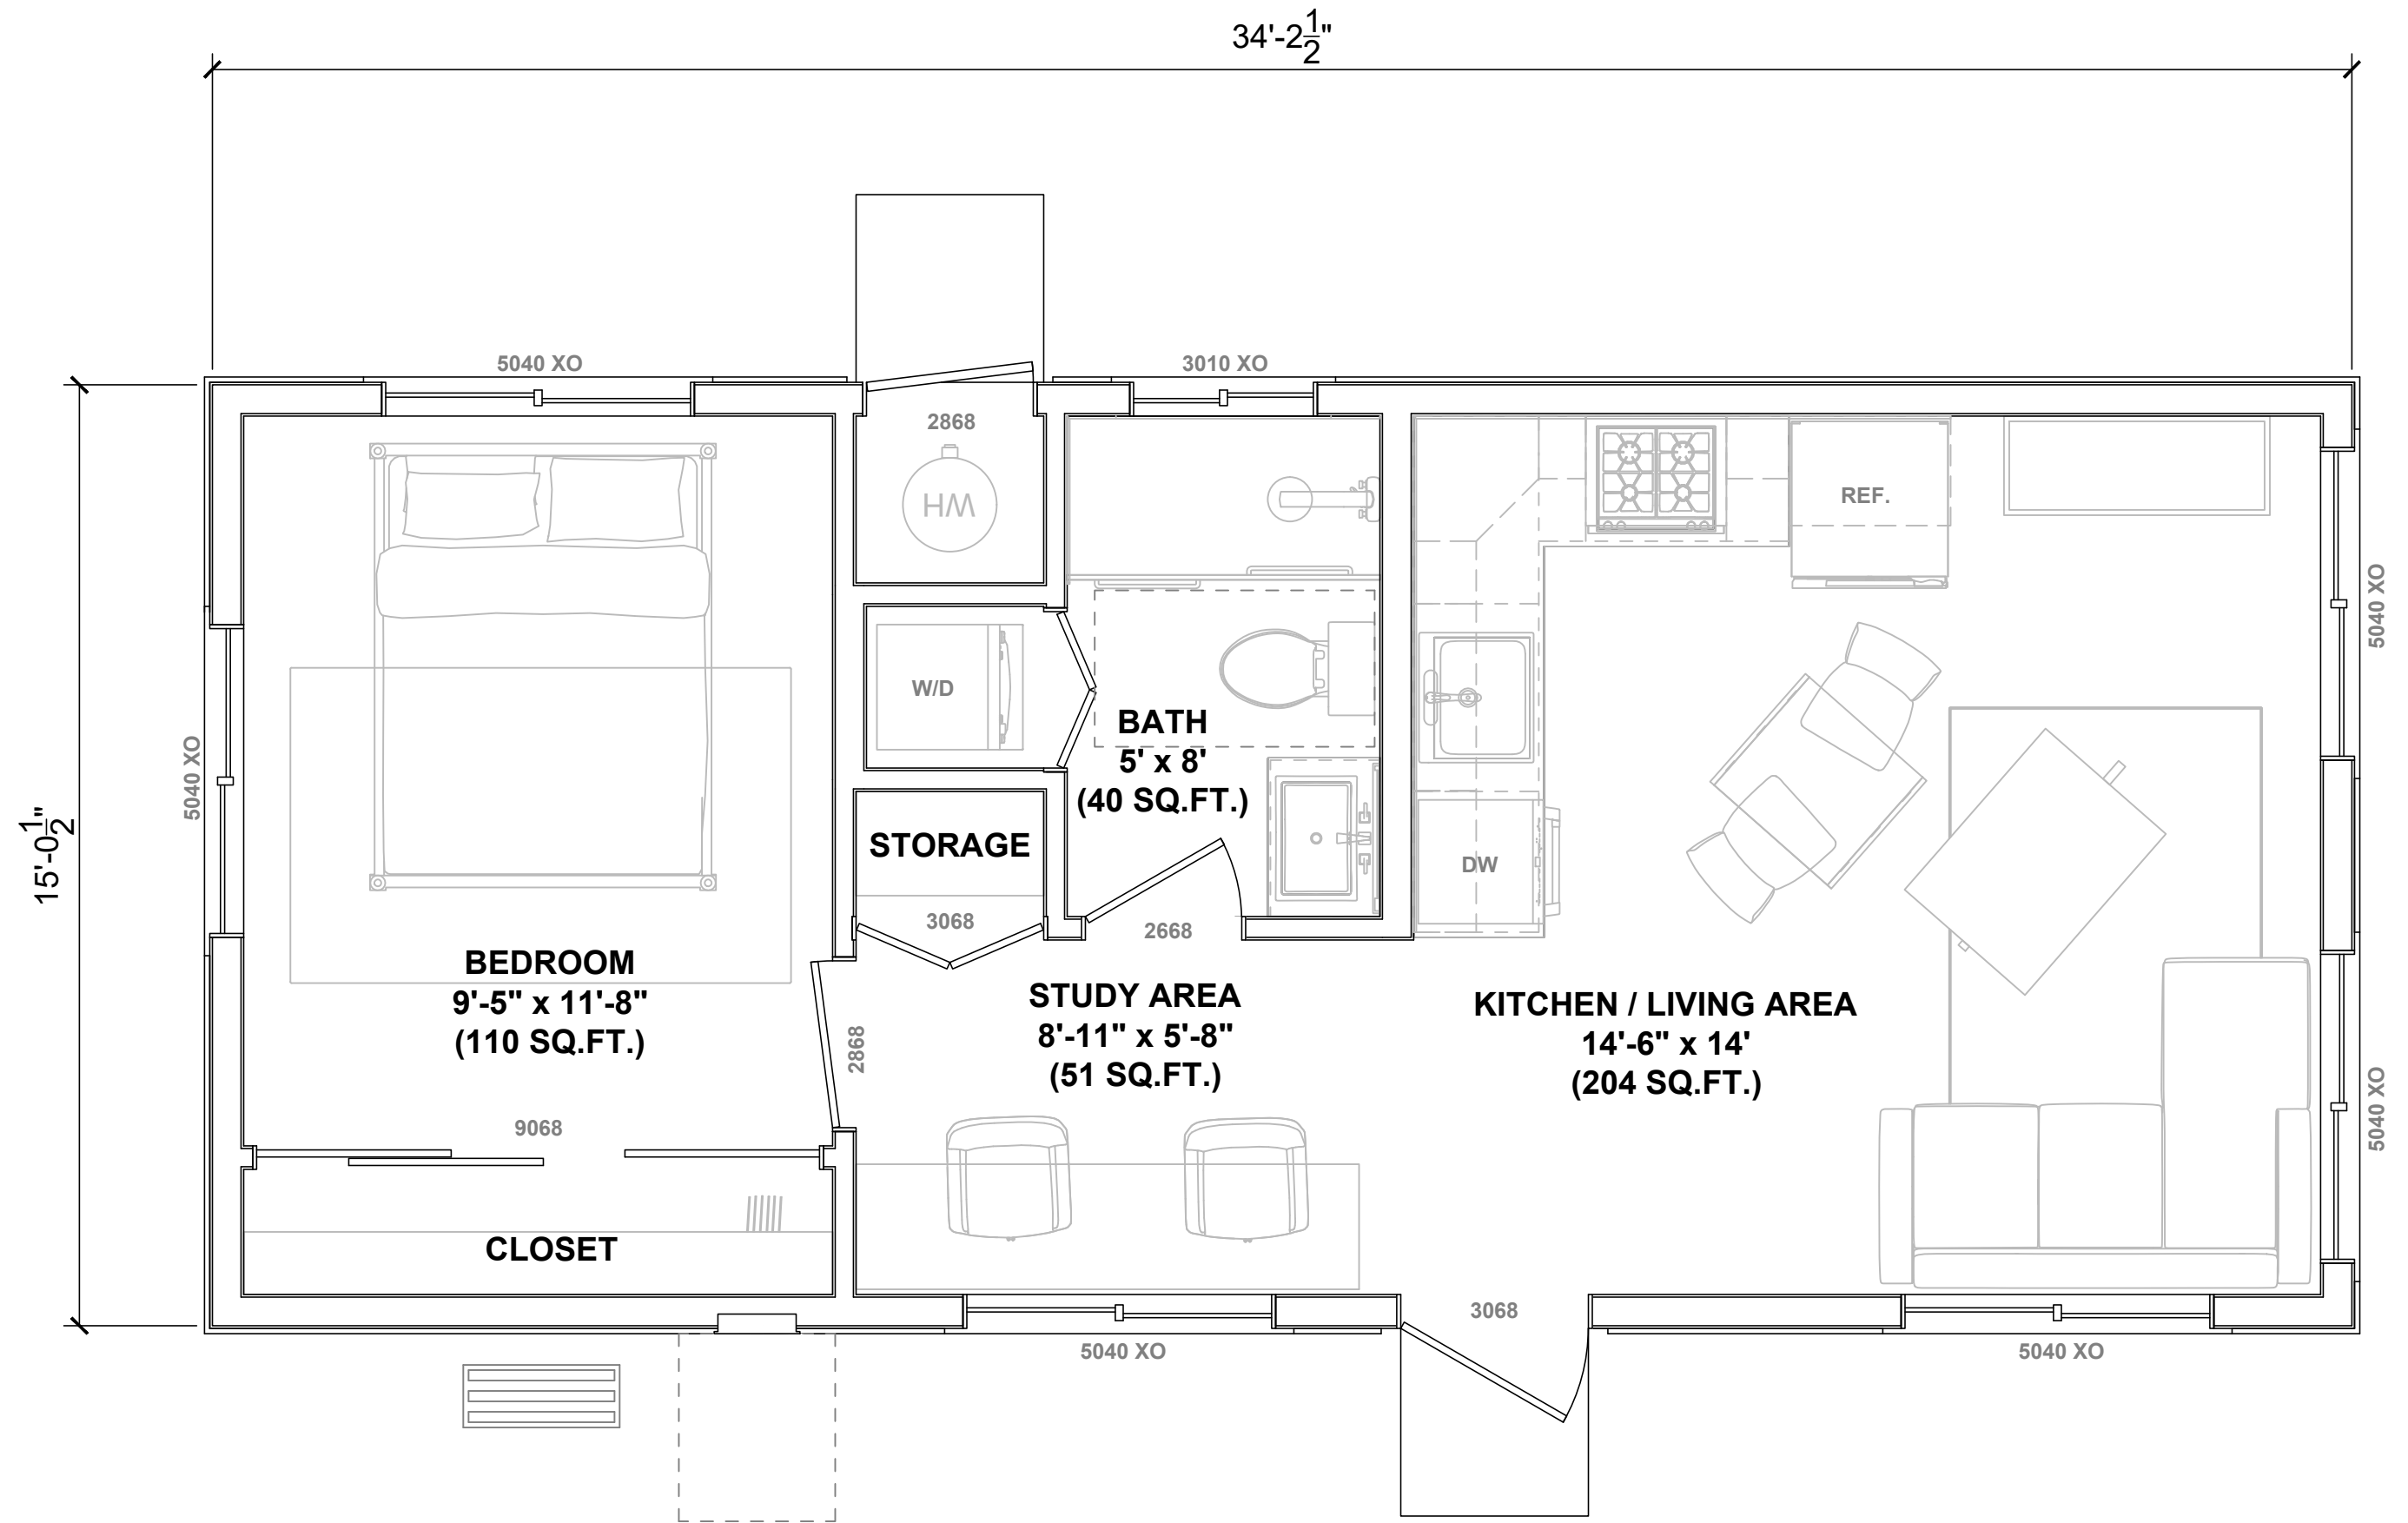 34'-2 1/2"
15'-0 1/2"
5040 XO
3010 XO
2868
WH
REF.
5040 XO
5040 XO
W/D
BATH
5' x 8'
(40 SQ.FT.)
STORAGE
3068
2668
DW
BEDROOM
9'-5" x 11'-8"
(110 SQ.FT.)
2868
STUDY AREA
8'-11" x 5'-8"
(51 SQ.FT.)
KITCHEN / LIVING AREA
14'-6" x 14'
(204 SQ.FT.)
5040 XO
9068
CLOSET
3068
5040 XO
5040 XO